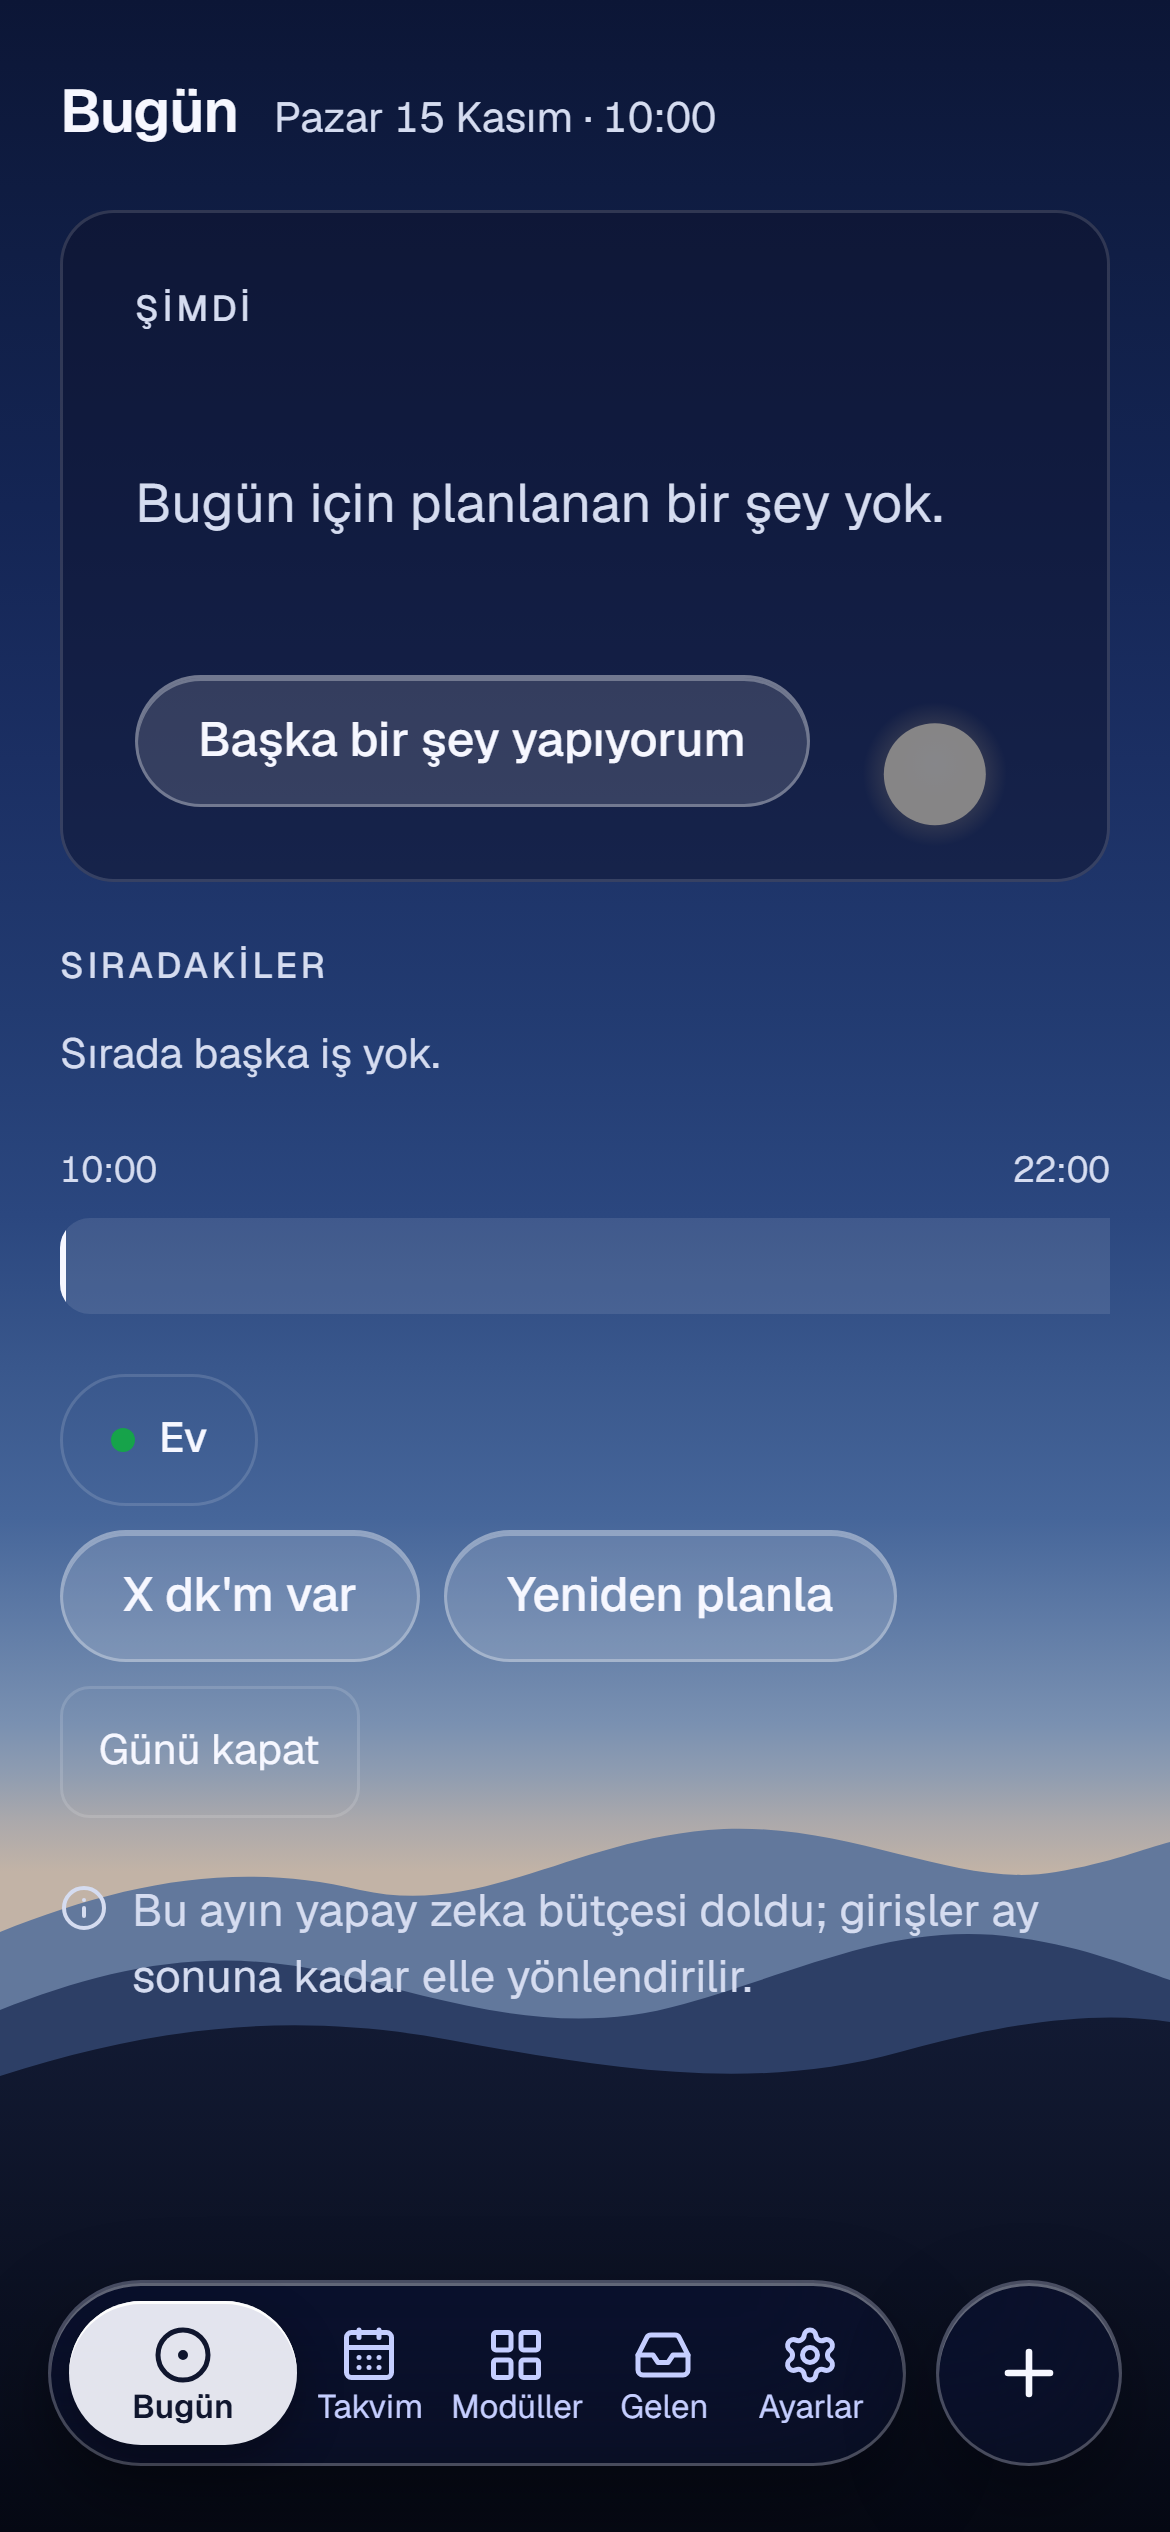 Bugün Pazar 15 Kasım · 10:00
ŞİMDİ
Bugün için planlanan bir şey yok.
Başka bir şey yapıyorum
SIRADAKİLER
Sırada başka iş yok.
10:00 22:00
Ev
X dk'm var Yeniden planla
Günü kapat
Bu ayın yapay zeka bütçesi doldu; girişler ay
sonuna kadar elle yönlendirilir.
Bugün Takvim Modüller Gelen Ayarlar